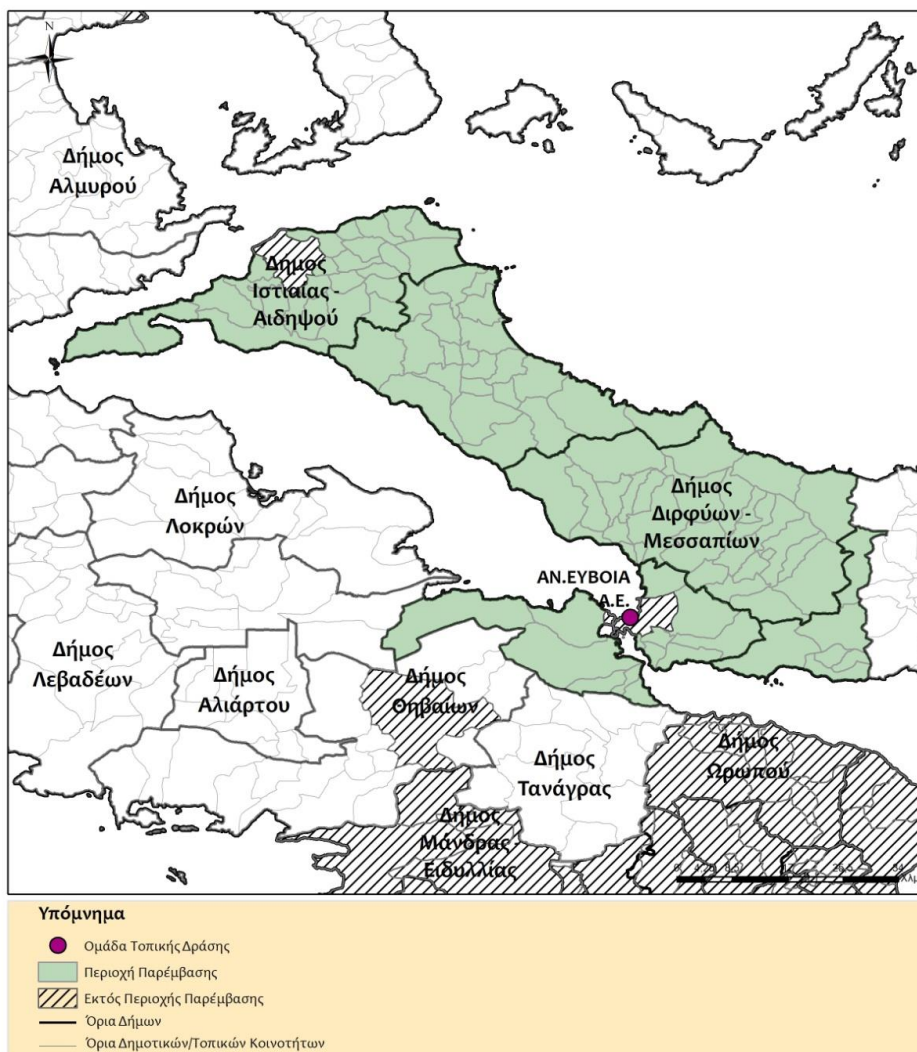 N
Δήμος
Αλμυρού
Δήμος
Ιστιαίας -
Αιδηψού
Δήμος
Λοκρών
Δήμος
Διρφύων -
Μεσσαπίων
ΑΝ.ΕΥΒΟΙΑ
Α.Ε.
Δήμος
Λεβαδέων
Δήμος
Αλιάρτου
Δήμος
Θηβαίων
Δήμος
Τανάγρας
Δήμος
Ωρωπού
Δήμος
Μάνδρας -
Ειδυλλίας
Υπόμνημα
Ομάδα Τοπικής Δράσης
Περιοχή Παρέμβασης
Εκτός Περιοχής Παρέμβασης
Όρια Δήμων
Όρια Δημοτικών/Τοπικών Κοινοτήτων